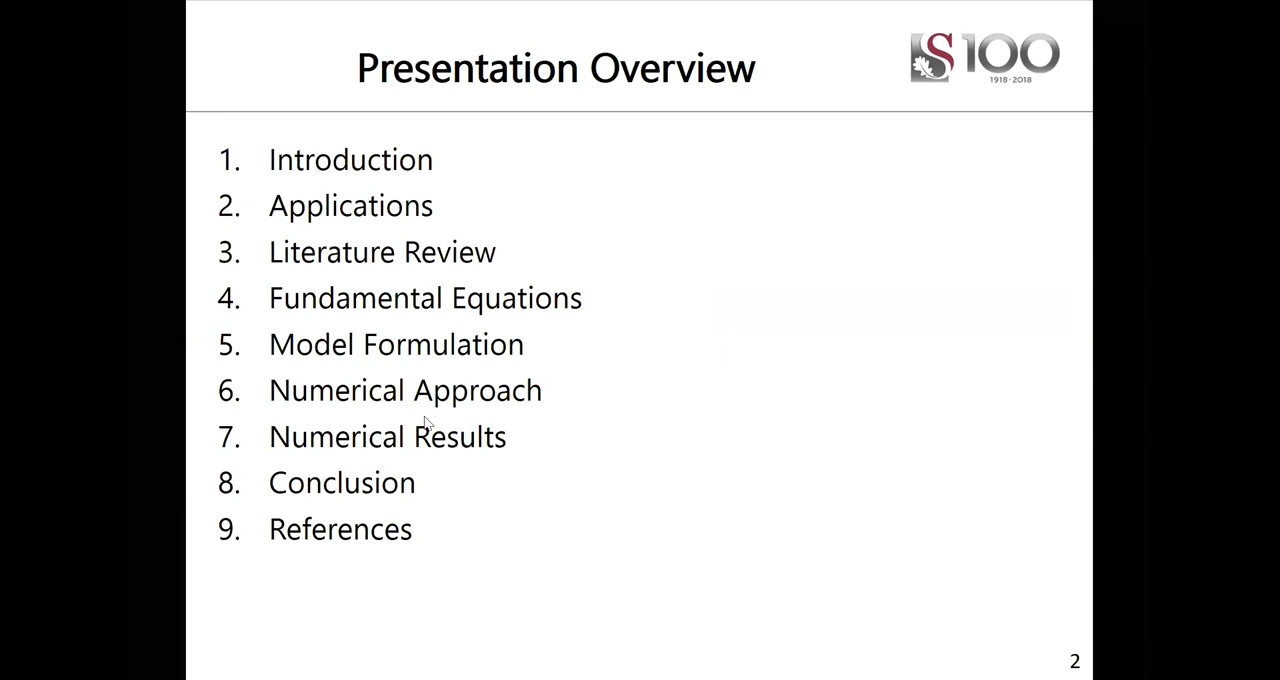 Presentation Overview
S100
1918·2018
1. Introduction
2. Applications
3. Literature Review
4. Fundamental Equations
5. Model Formulation
6. Numerical Approach
7. Numerical Results
8. Conclusion
9. References
2